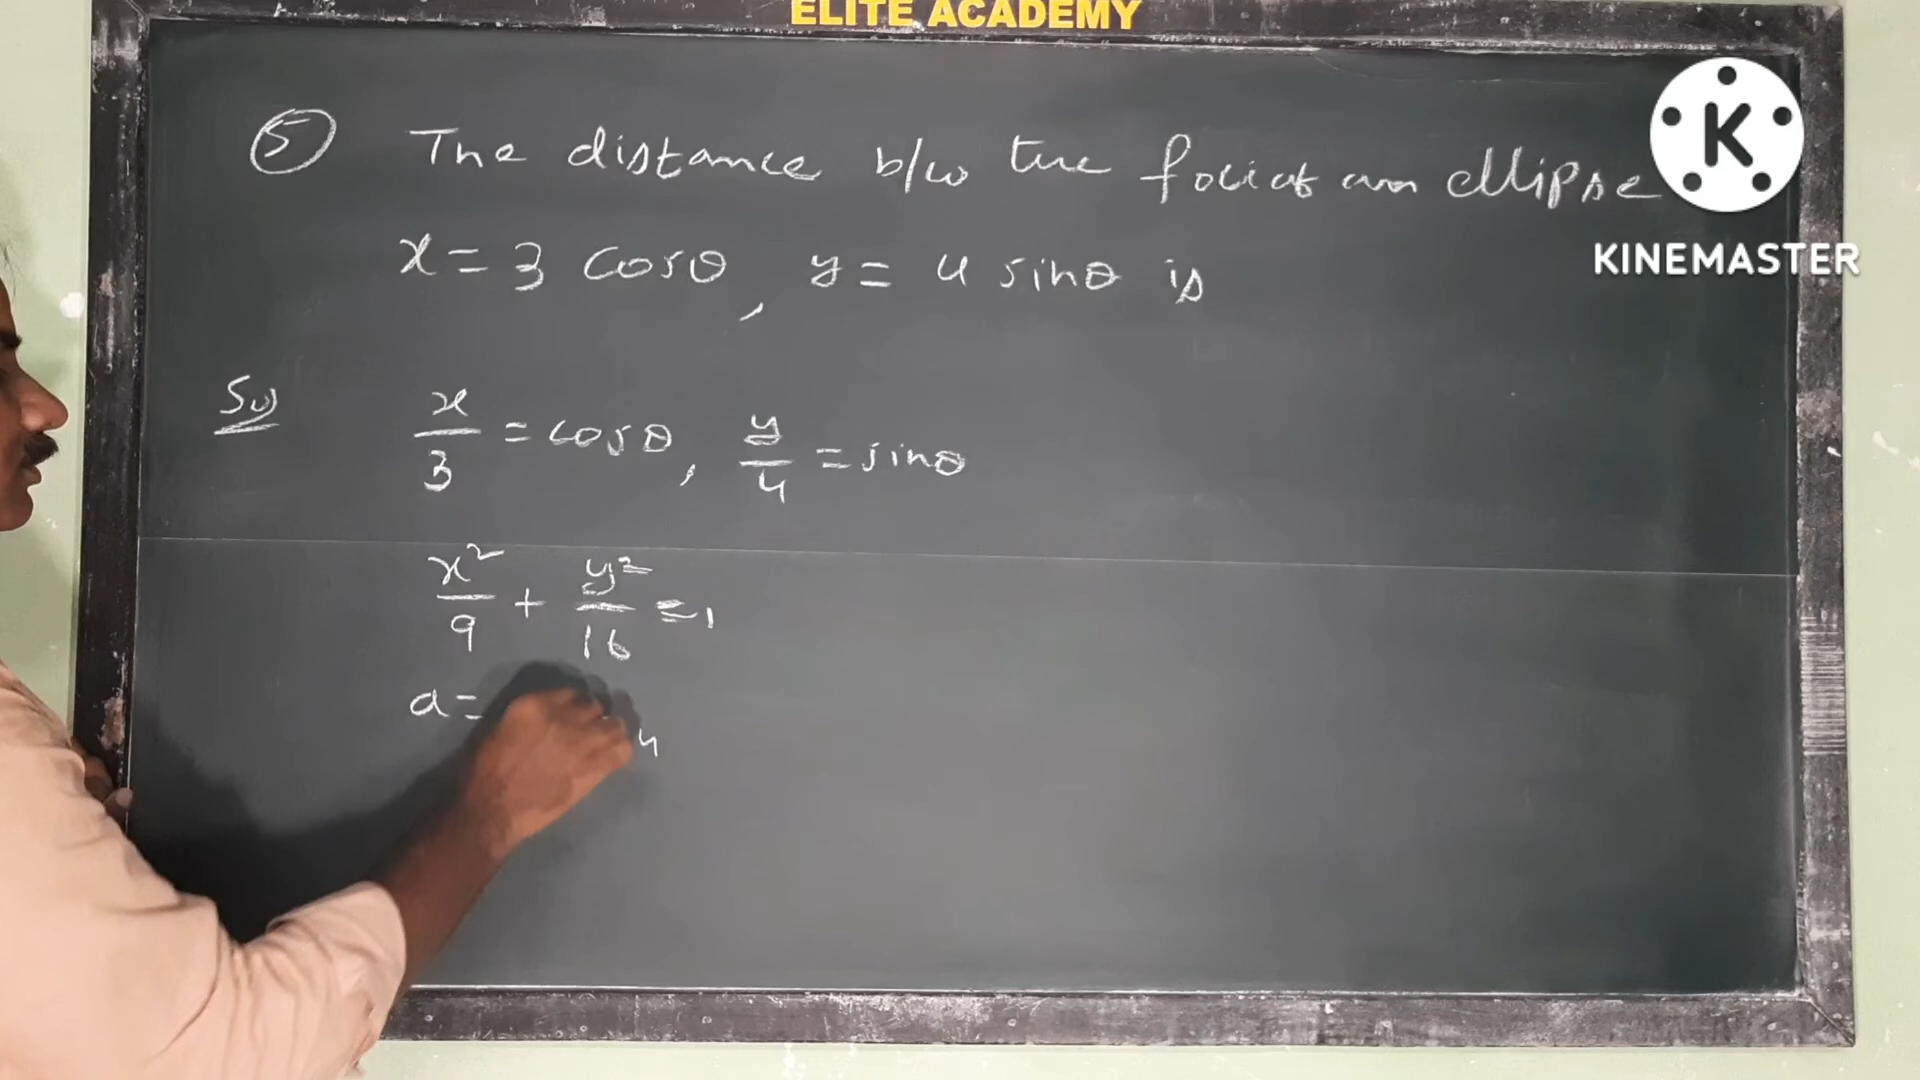 ELITE ACADEMY
⑤ The distance b/w the foci of an ellipse
x = 3 cosθ, y = 4 sinθ is
K
KINEMASTER
Sol x/3 = cosθ, y/4 = sinθ
x²/9 + y²/16 = 1
a = 4